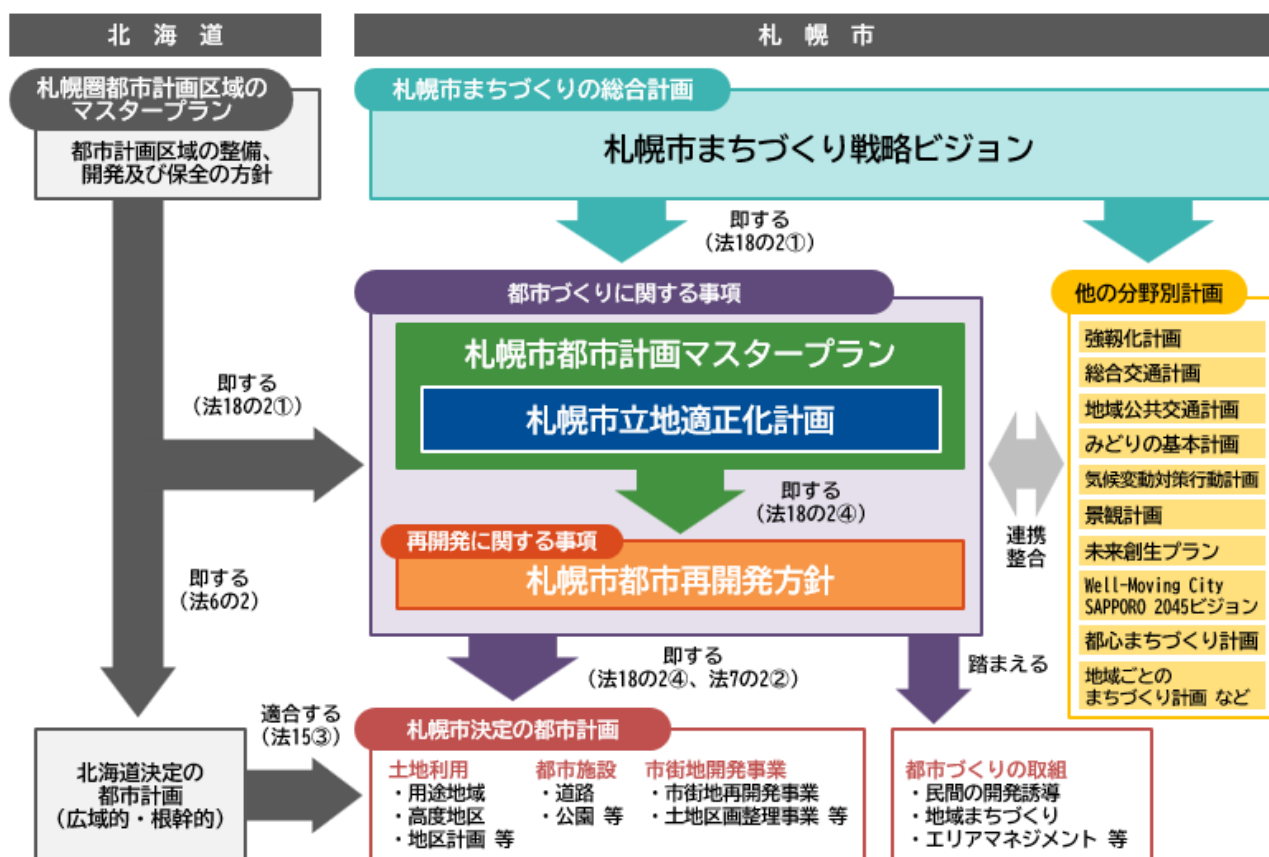 北海道
札幌市
札幌圏都市計画区域の
マスタープラン
都市計画区域の整備、
開発及び保全の方針
札幌市まちづくりの総合計画
札幌市まちづくり戦略ビジョン
即する
(法18の2①)
都市づくりに関する事項
札幌市都市計画マスタープラン
札幌市立地適正化計画
即する
(法18の2①)
即する
(法18の2④)
再開発に関する事項
札幌市都市再開発方針
連携
整合
他の分野別計画
強靱化計画
総合交通計画
地域公共交通計画
みどりの基本計画
気候変動対策行動計画
景観計画
未来創生プラン
Well-Moving City
SAPPORO 2045ビジョン
都心まちづくり計画
地域ごとの
まちづくり計画 など
即する
(法6の2)
即する
(法18の2④、法7の2②)
踏まえる
北海道決定の
都市計画
(広域的・根幹的)
適合する
(法15③)
札幌市決定の都市計画
土地利用
・用途地域
・高度地区
・地区計画 等
都市施設
・道路
・公園 等
市街地開発事業
・市街地再開発事業
・土地区画整理事業 等
都市づくりの取組
・民間の開発誘導
・地域まちづくり
・エリアマネジメント 等